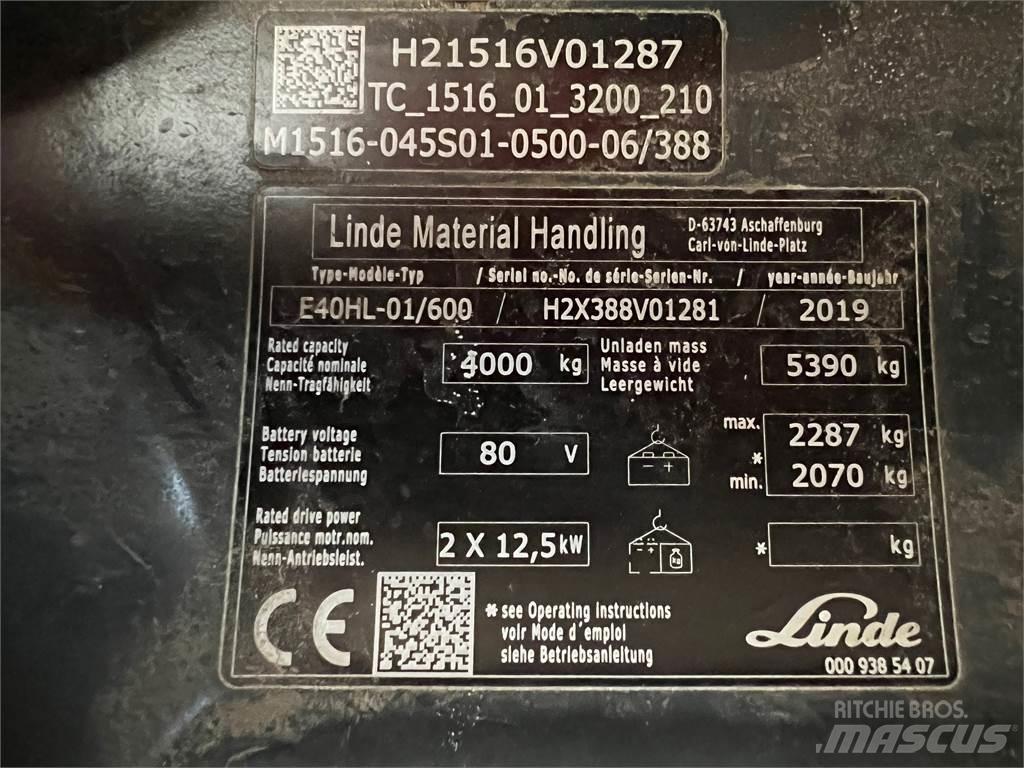 H21516V01287
TC_1516_01_3200_210
M1516-045S01-0500-06/388
Linde Material Handling D-63743 Aschaffenburg
Carl-von-Linde-Platz
Type-Modèle-Typ / Serial no.-No. de série-Serien-Nr. / year-année-Baujahr
E40HL-01/600 / H2X388V01281 / 2019
Rated capacity
Capacité nominale
Nenn-Tragfähigkeit
4000 kg
Unladen mass
Masse à vide
Leergewicht
5390 kg
Battery voltage
Tension batterie
Batteriespannung
80 V
- +
max. 2287 kg
*
min. 2070 kg
Rated drive power
Puissance motr.nom.
Nenn-Antriebsleist.
2 X 12,5 kW
- + kg
* kg
CE
* see Operating instructions
voir Mode d'emploi
siehe Betriebsanleitung
Linde
000 938 54 07
RITCHIE BROS.
MASCUS